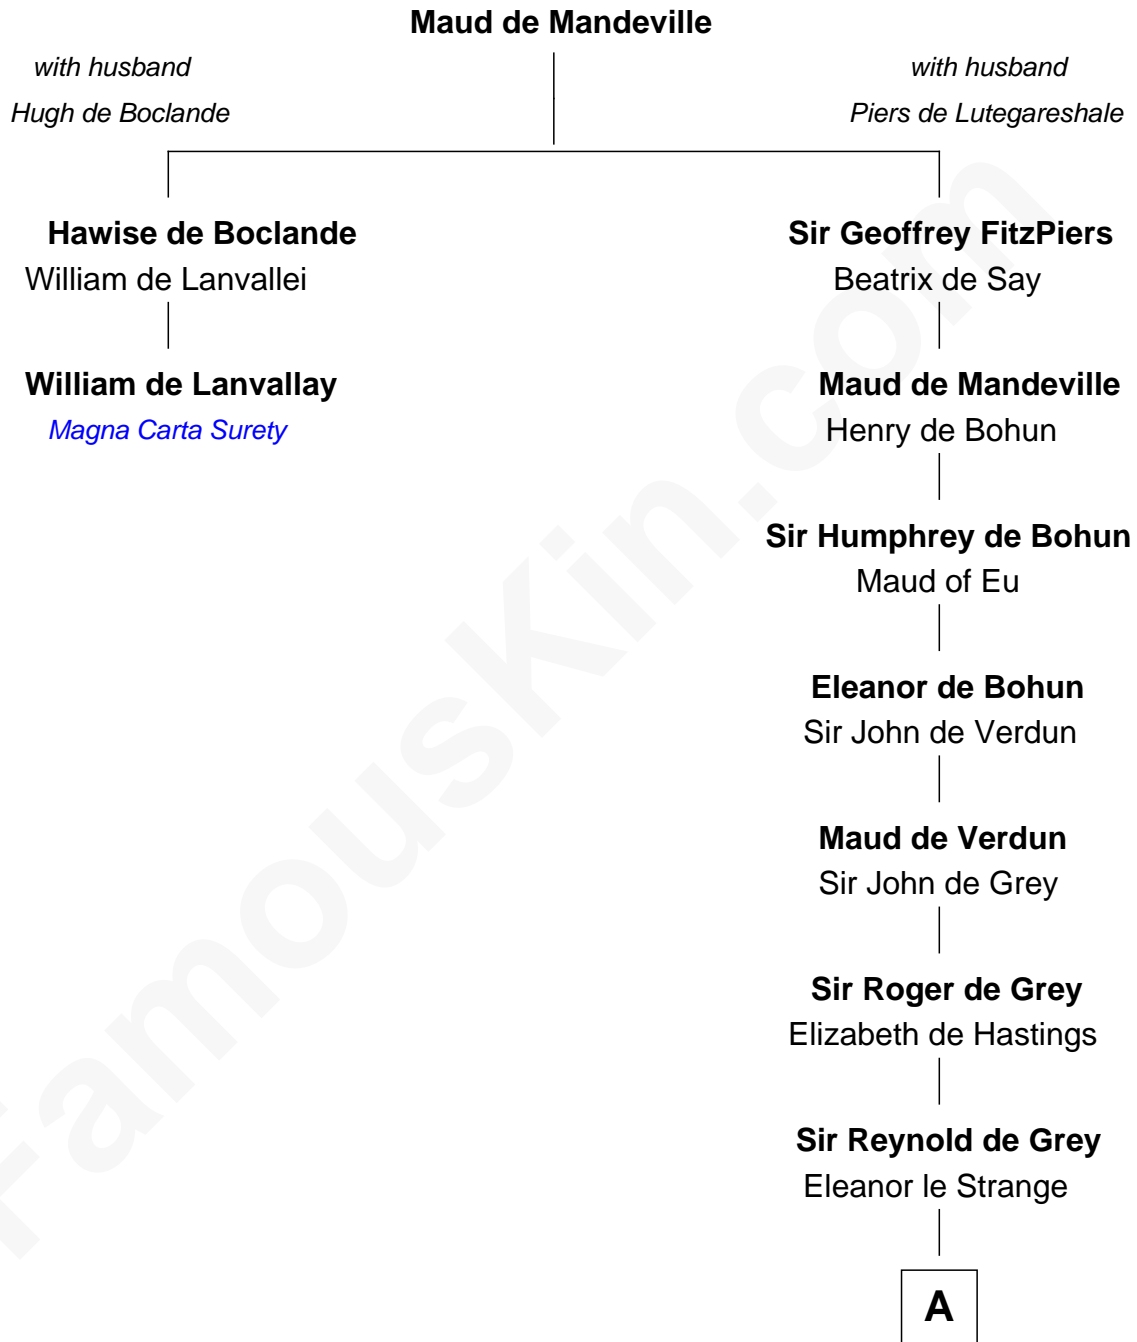 Maud de Mandeville
with husband
Hugh de Boclande
with husband
Piers de Lutegareshale
Hawise de Boclande
William de Lanvallei
William de Lanvallay
Magna Carta Surety
Sir Geoffrey FitzPiers
Beatrix de Say
Maud de Mandeville
Henry de Bohun
Sir Humphrey de Bohun
Maud of Eu
Eleanor de Bohun
Sir John de Verdun
Maud de Verdun
Sir John de Grey
Sir Roger de Grey
Elizabeth de Hastings
Sir Reynold de Grey
Eleanor le Strange
A
FamousKin.com